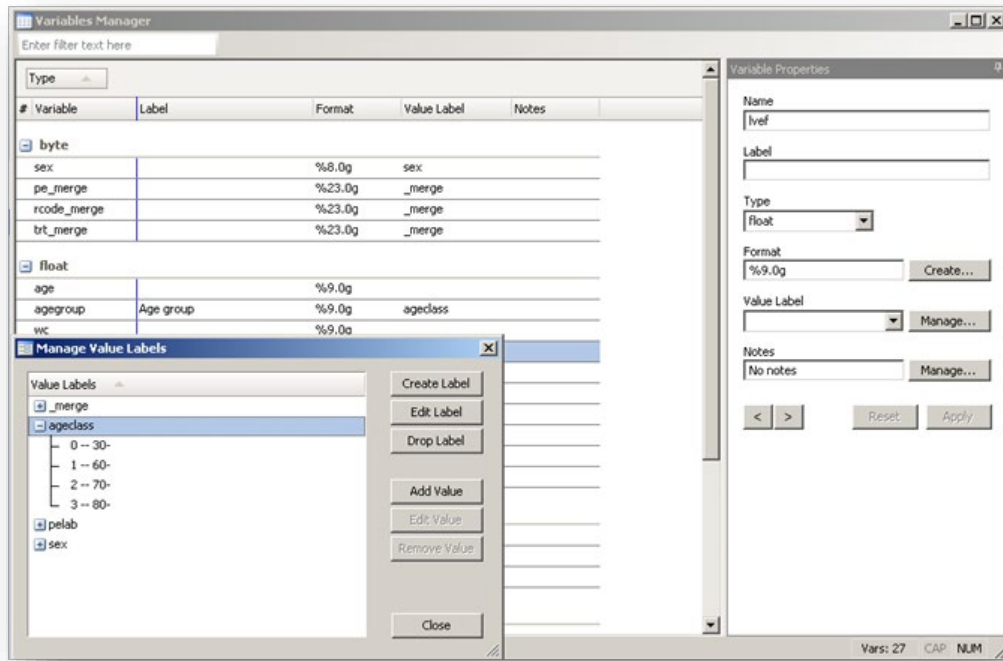 Variables Manager
Enter filter text here
Type
# Variable Label Format Value Label Notes
byte
sex %8.0g sex
pe_merge %23.0g _merge
rcode_merge %23.0g _merge
trt_merge %23.0g _merge
float
age %9.0g
agegroup Age group %9.0g ageclass
wc %9.0g
Manage Value Labels
Value Labels
_merge
ageclass
0 -- 30-
1 -- 60-
2 -- 70-
3 -- 80-
pelab
sex
Create Label
Edit Label
Drop Label
Add Value
Edit Value
Remove Value
Close
Variable Properties
Name
lvef
Label
Type
float
Format
%9.0g Create...
Value Label
Manage...
Notes
No notes Manage...
< > Reset Apply
Vars: 27 CAP NUM